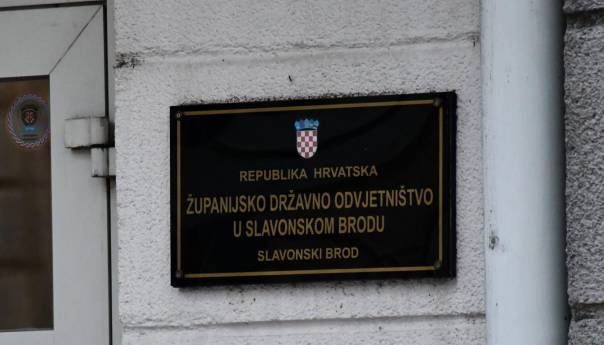 REPUBLIKA HRVATSKA
ŽUPANIJSKO DRŽAVNO ODVJETNIŠTVO
U SLAVONSKOM BRODU
SLAVONSKI BROD